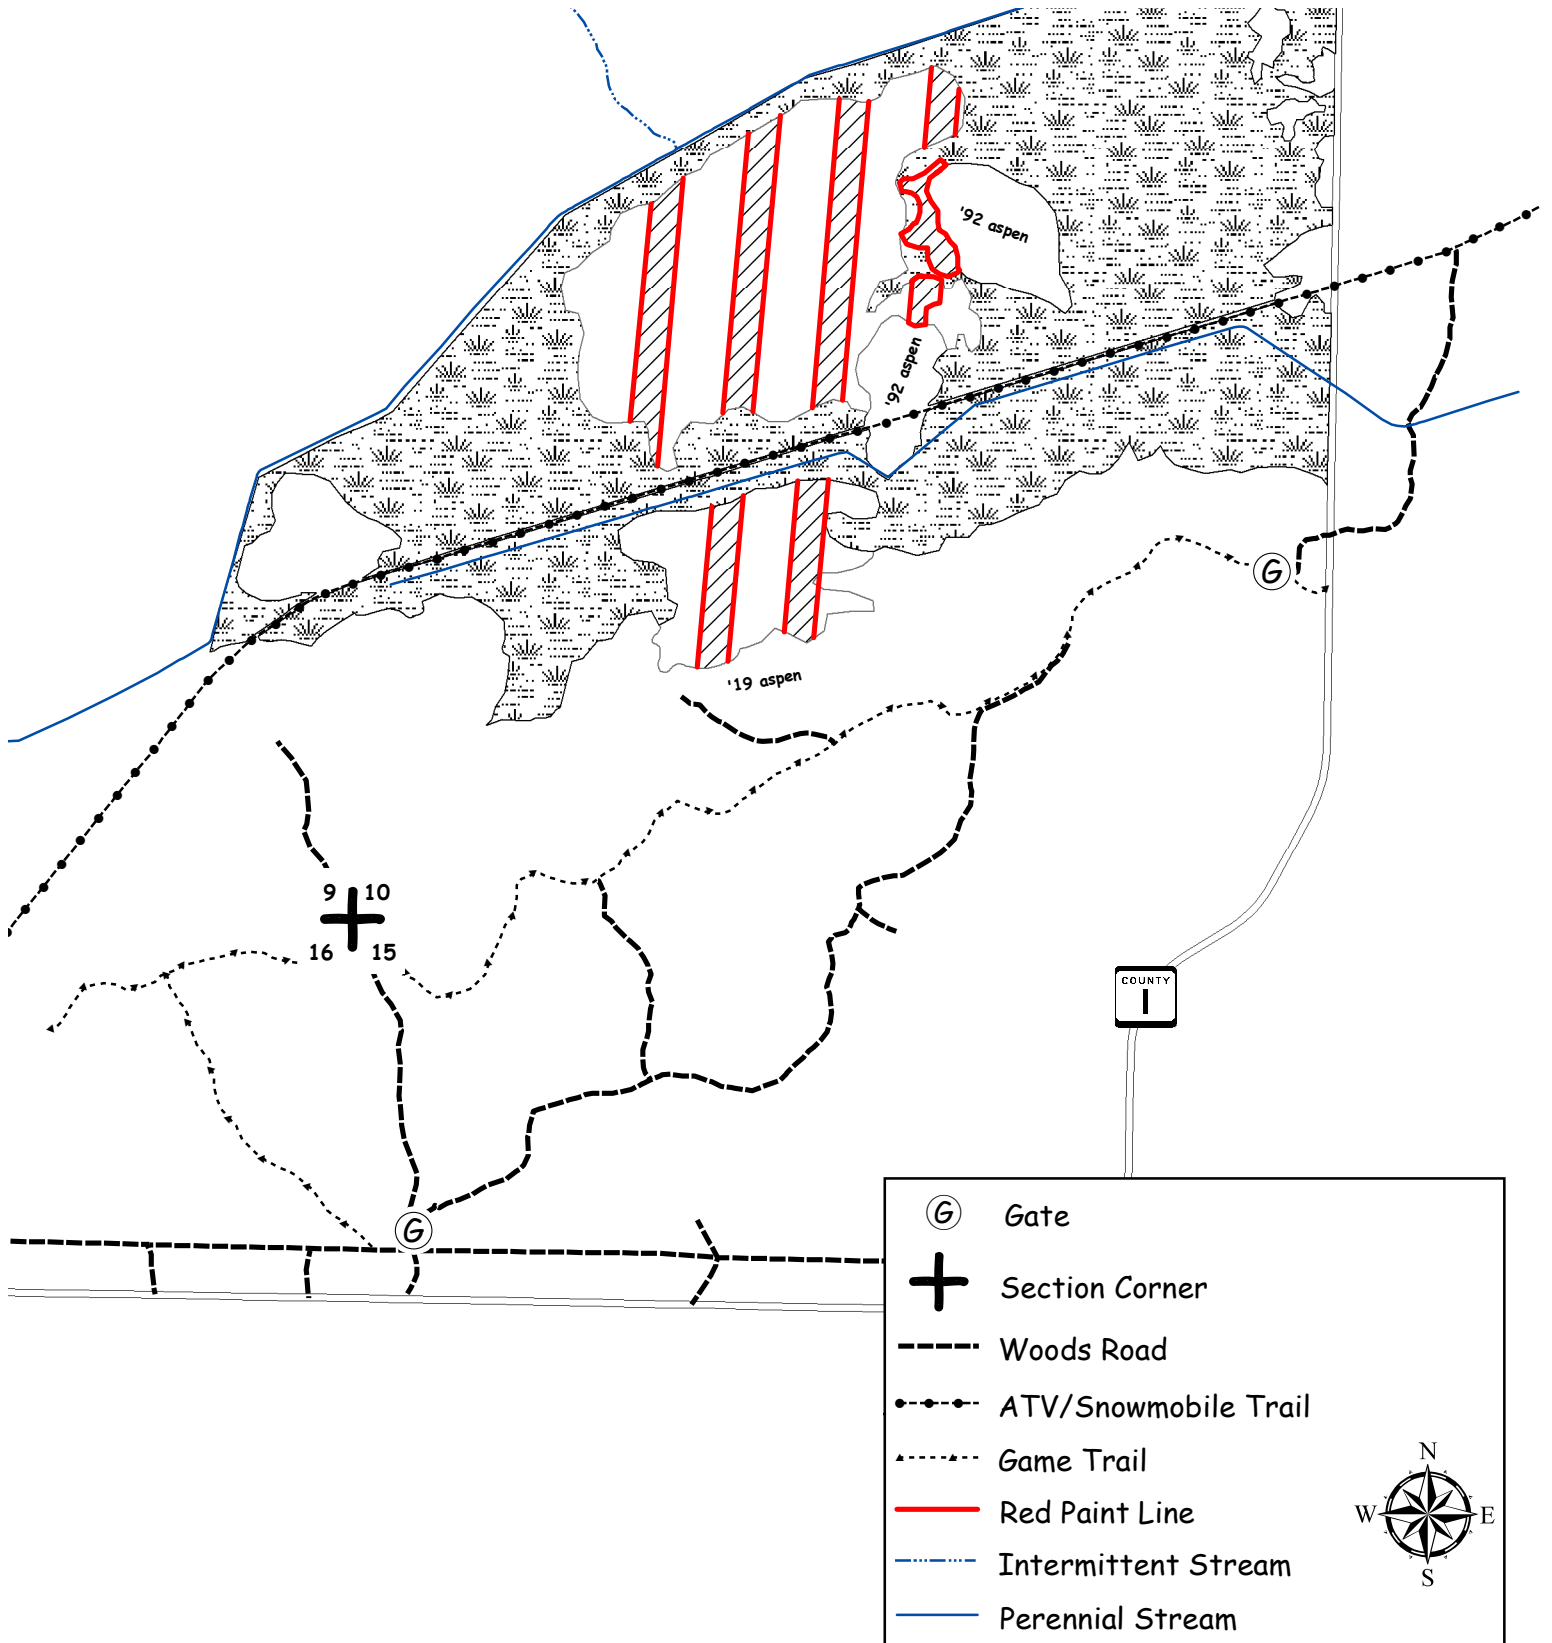 '92 aspen
'92 aspen
G
'19 aspen
9 10
16 15
COUNTY
I
G
G Gate
Section Corner
Woods Road
ATV/Snowmobile Trail
Game Trail
Red Paint Line
Intermittent Stream
Perennial Stream
N
W E
S